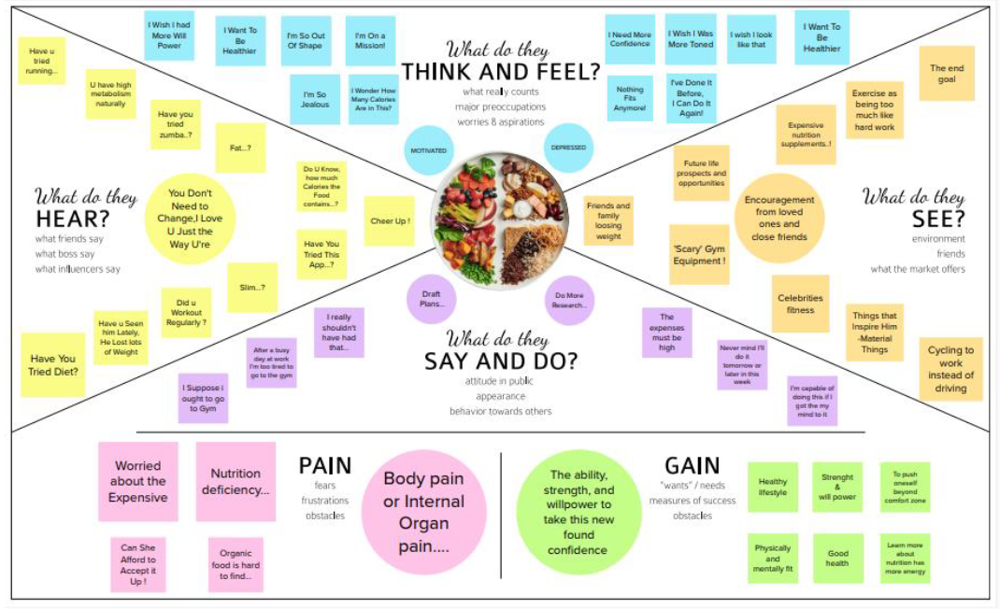 I Wish I had
More Will
Power
I Want To
Be
Healthier
I'm So Out
Of Shape
I'm On a
Mission!
I'm So
Jealous
I Wonder How
Many Calories
Are in This?
What do they
THINK AND FEEL?
what really counts
major preoccupations
worries & aspirations
I Need More
Confidence
I Wish I Was
More Toned
I wish I look
like that
I Want To
Be
Healthier
Nothing
Fits
Anymore!
I've Done It
Before,
I Can Do It
Again!
MOTIVATED
DEPRESSED
Have u
tried
running...
U have high
metabolism
naturally
Have you
tried
zumba..?
Fat...?
Do U Know,
how much
Calories the
Food
contains...?
Cheer Up !
What do they
HEAR?
what friends say
what boss say
what influencers say
You Don't
Need to
Change,I Love
U Just the
Way U're
Have You
Tried This
App...?
Slim...?
Did u
Workout
Regularly ?
Have u Seen
him Lately,
He Lost lots
of Weight
Have You
Tried Diet?
The end
goal
Exercise as
being too
much like
hard work
Expensive
nutrition
supplements..!
Future life
prospects and
opportunities
Friends and
family
loosing
weight
Encouragement
from loved
ones and
close friends
What do they
SEE?
environment
friends
what the market offers
'Scary' Gym
Equipment !
Celebrities
fitness
Things that
Inspire Him
-Material
Things
Cycling to
work
instead of
driving
Draft
Plans...
Do More
Research...
What do they
SAY AND DO?
attitude in public
appearance
behavior towards others
I really
shouldn't
have had
that...
After a busy
day at work
I'm too tired to
go to the gym
I Suppose i
ought to go
to Gym
The
expenses
must be
high
Never mind I'll
do it
tomorrow or
later in this
week
I'm capable of
doing this if I
got the my
mind to it
Worried
about the
Expensive
Nutrition
deficiency...
Can She
Afford to
Accept it
Up !
Organic
food is hard
to find...
PAIN
fears
frustrations
obstacles
Body pain
or Internal
Organ
pain....
The ability,
strength, and
willpower to
take this new
found
confidence
GAIN
"wants" / needs
measures of success
obstacles
Healthy
lifestyle
Strenght
&
will power
To push
oneself
beyond
comfort zone
Physically
and
mentally fit
Good
health
Learn more
about
nutrition has
more energy